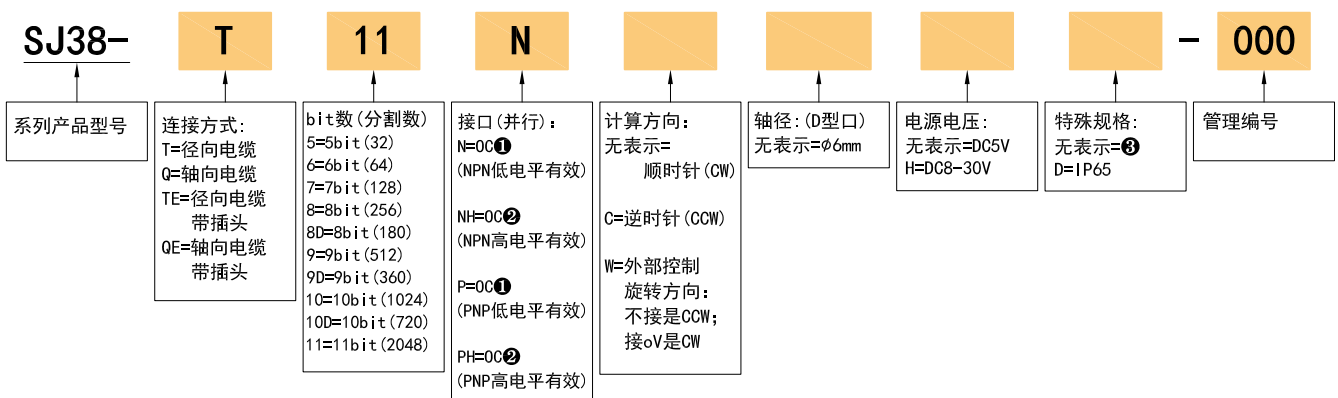 SJ38- T 11 N - 000
系列产品型号
连接方式:
T=径向电缆
Q=轴向电缆
TE=径向电缆
带插头
QE=轴向电缆
带插头
bit数(分割数)
5=5bit(32)
6=6bit(64)
7=7bit(128)
8=8bit(256)
8D=8bit(180)
9=9bit(512)
9D=9bit(360)
10=10bit(1024)
10D=10bit(720)
11=11bit(2048)
接口(并行):
N=OC❶
(NPN低电平有效)
NH=OC❷
(NPN高电平有效)
P=OC❶
(PNP低电平有效)
PH=OC❷
(PNP高电平有效)
计算方向:
无表示=
顺时针(CW)
C=逆时针(CCW)
W=外部控制
旋转方向:
不接是CCW;
接oV是CW
轴径:(D型口)
无表示=Φ6mm
电源电压:
无表示=DC5V
H=DC8-30V
特殊规格:
无表示=❸
D=IP65
管理编号